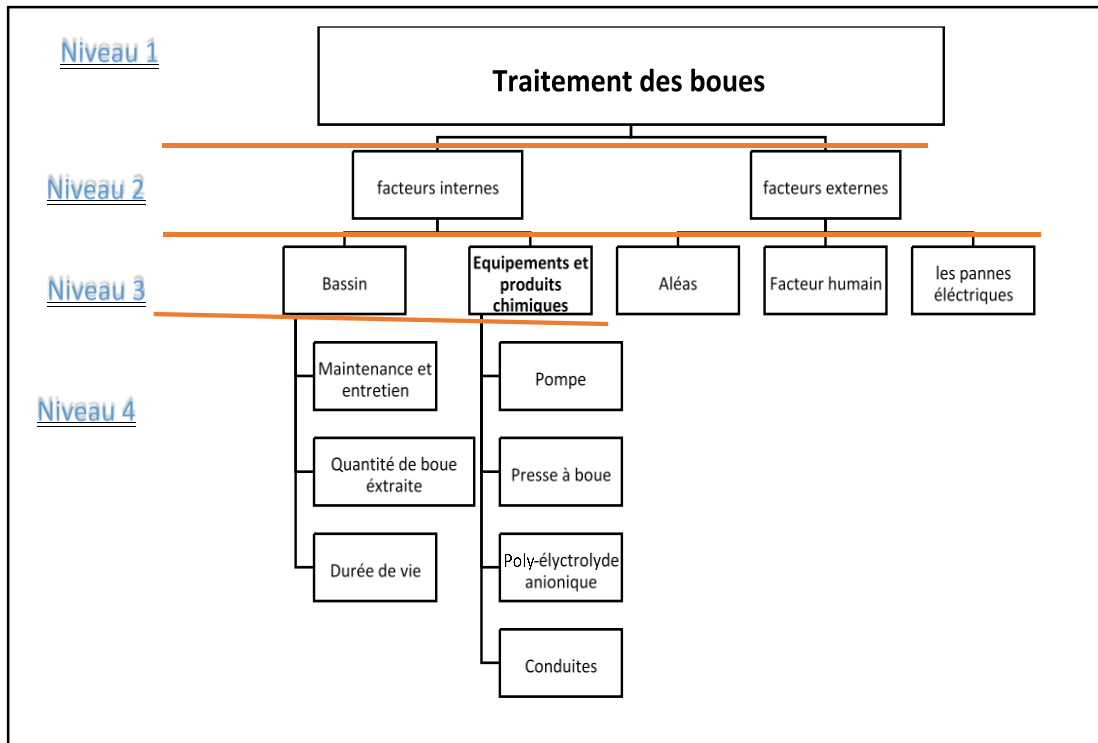 Niveau 1
Traitement des boues
Niveau 2
facteurs internes
facteurs externes
Niveau 3
Bassin
Equipements et
produits
chimiques
Aléas
Facteur humain
les pannes
éléctriques
Niveau 4
Maintenance et
entretien
Pompe
Quantité de boue
éxtraite
Presse à boue
Durée de vie
Poly-élyctrolyde
anionique
Conduites